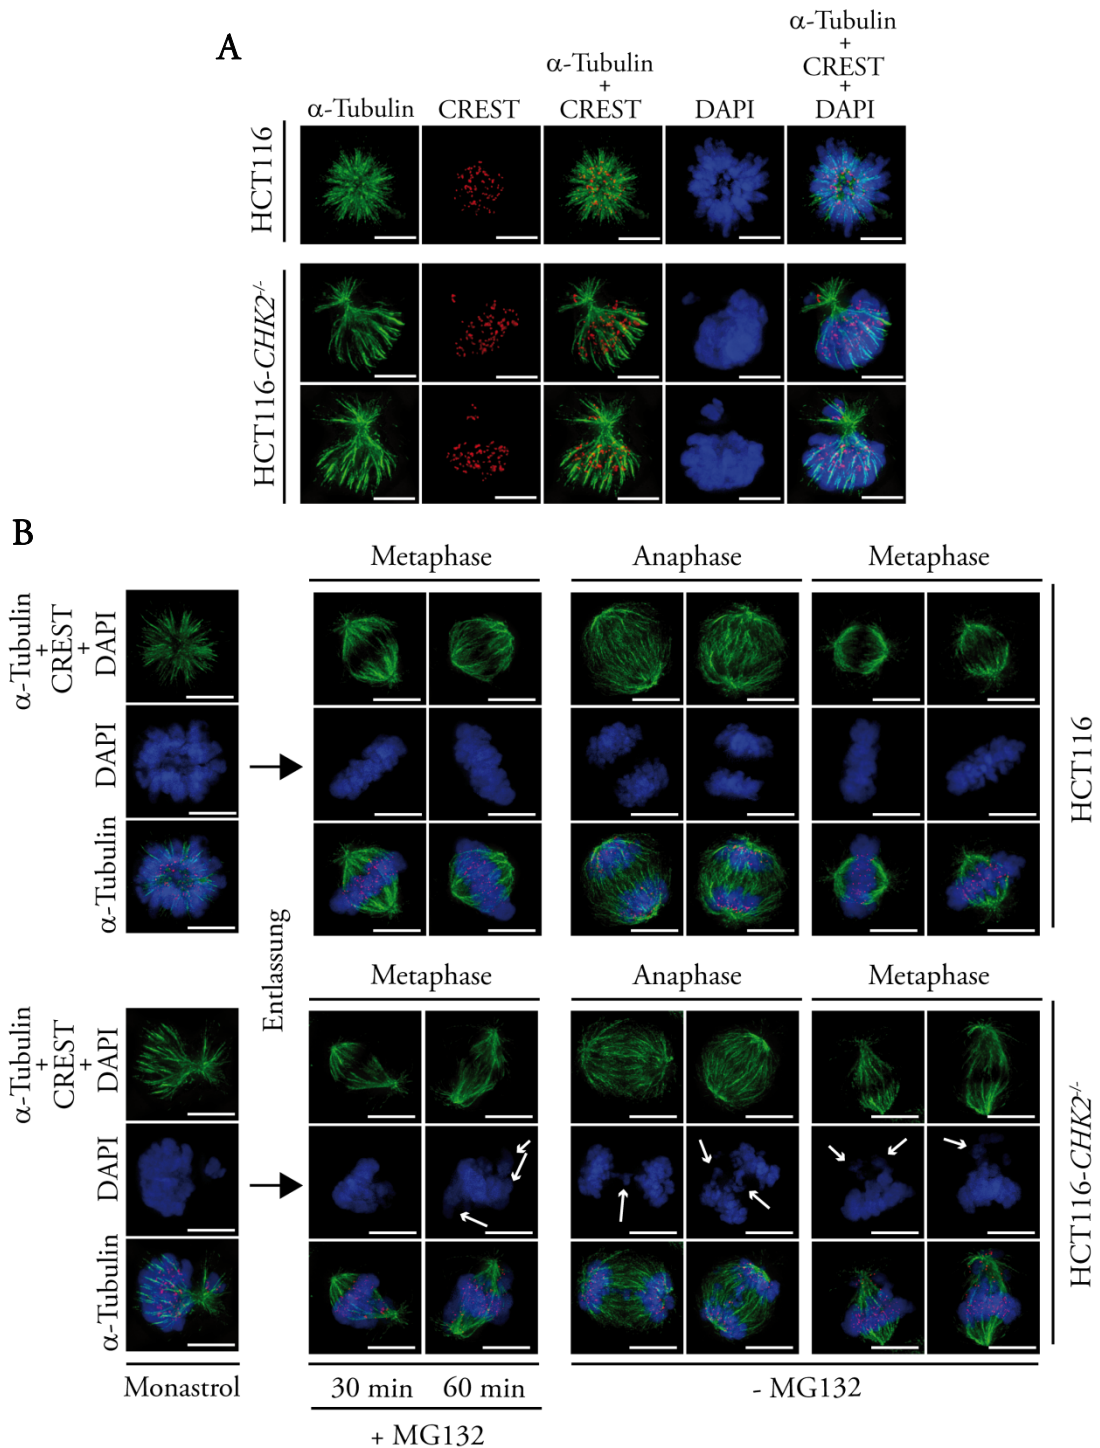 A
α-Tubulin
CREST
α-Tubulin
+
CREST
DAPI
α-Tubulin
+
CREST
+
DAPI
HCT116
HCT116-CHK2-/-
B
Metaphase
Anaphase
Metaphase
α-Tubulin
+
CREST
+
DAPI
DAPI
α-Tubulin
HCT116
Entlassung
Metaphase
Anaphase
Metaphase
α-Tubulin
+
CREST
+
DAPI
DAPI
α-Tubulin
HCT116-CHK2-/-
Monastrol
30 min
60 min
- MG132
+ MG132